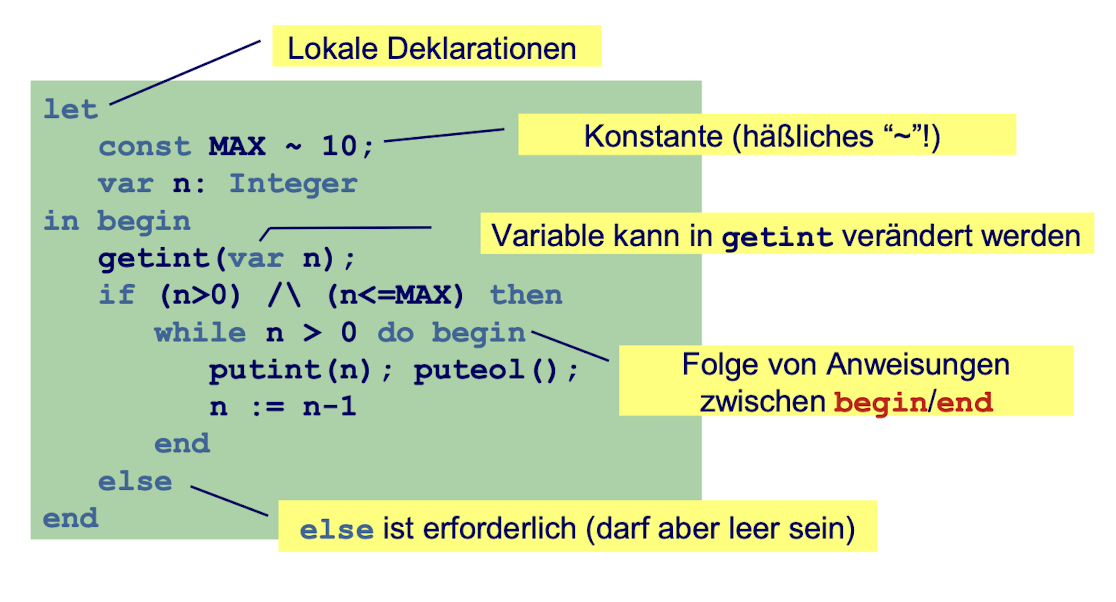 Lokale Deklarationen
let
const MAX ~ 10;
Konstante (häßliches “~”!)
var n: Integer
in begin
Variable kann in getint verändert werden
getint(var n);
if (n>0) /\ (n<=MAX) then
while n > 0 do begin
Folge von Anweisungen
zwischen begin/end
putint(n); puteol();
n := n-1
end
else
else ist erforderlich (darf aber leer sein)
end